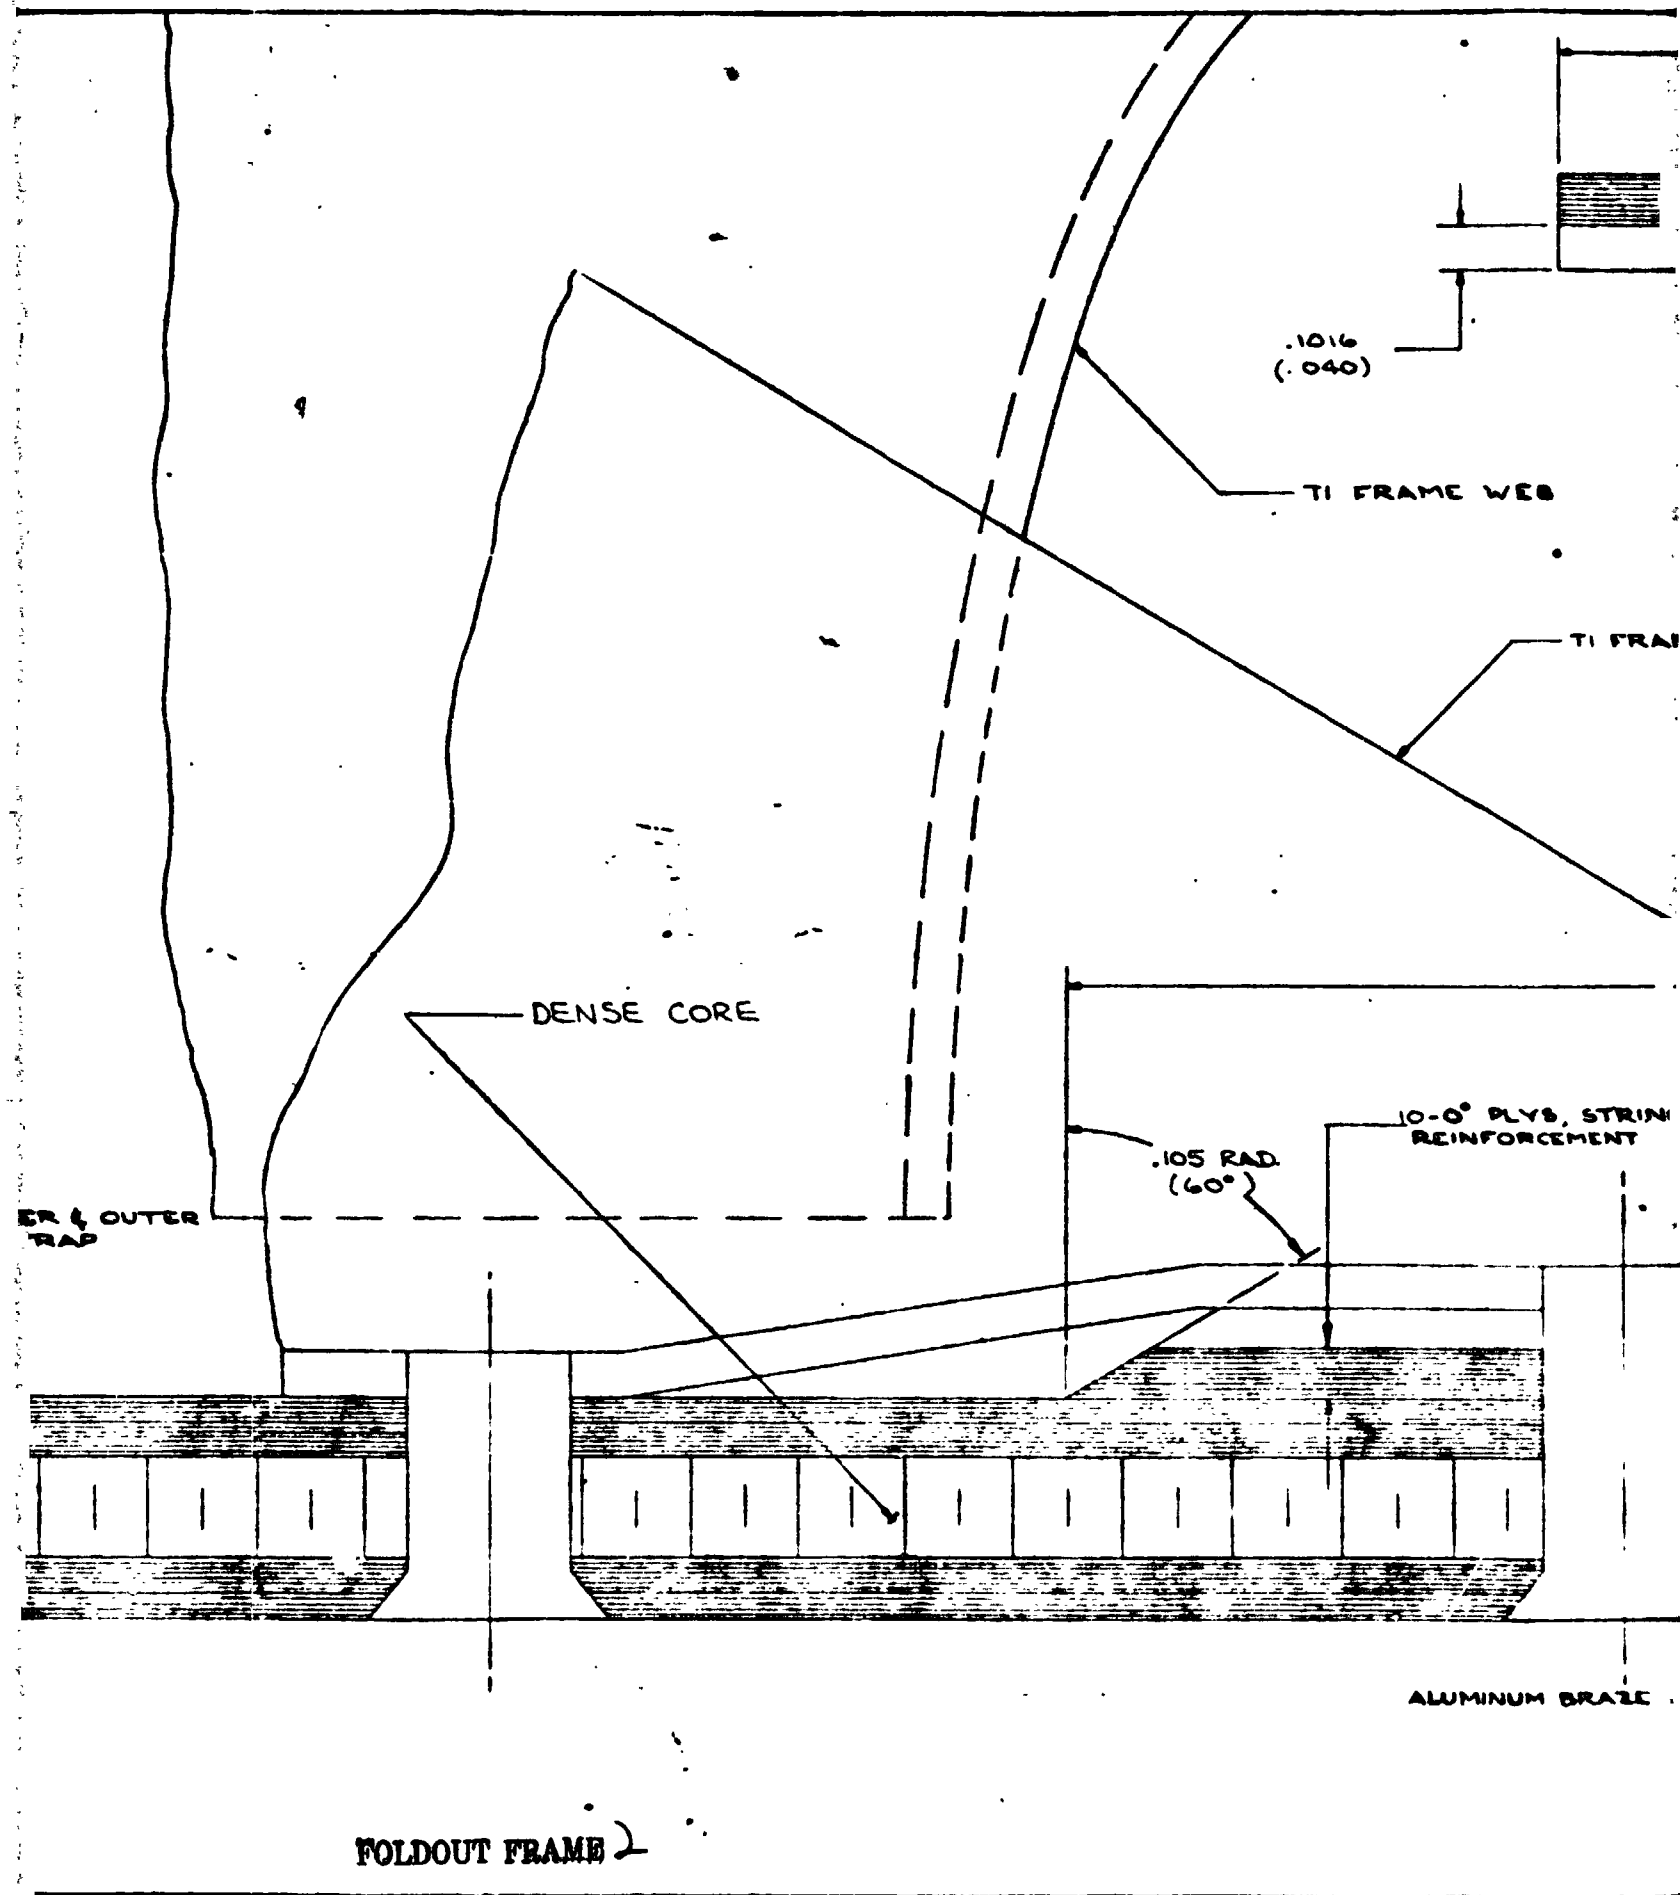 .1016
(.040)
TI FRAME WEB
TI FRA
DENSE CORE
10-0° PLYS, STRIN
REINFORCEMENT
.105 RAD.
(60°)
ER & OUTER
TRAP
ALUMINUM BRAZE
FOLDOUT FRAME 2